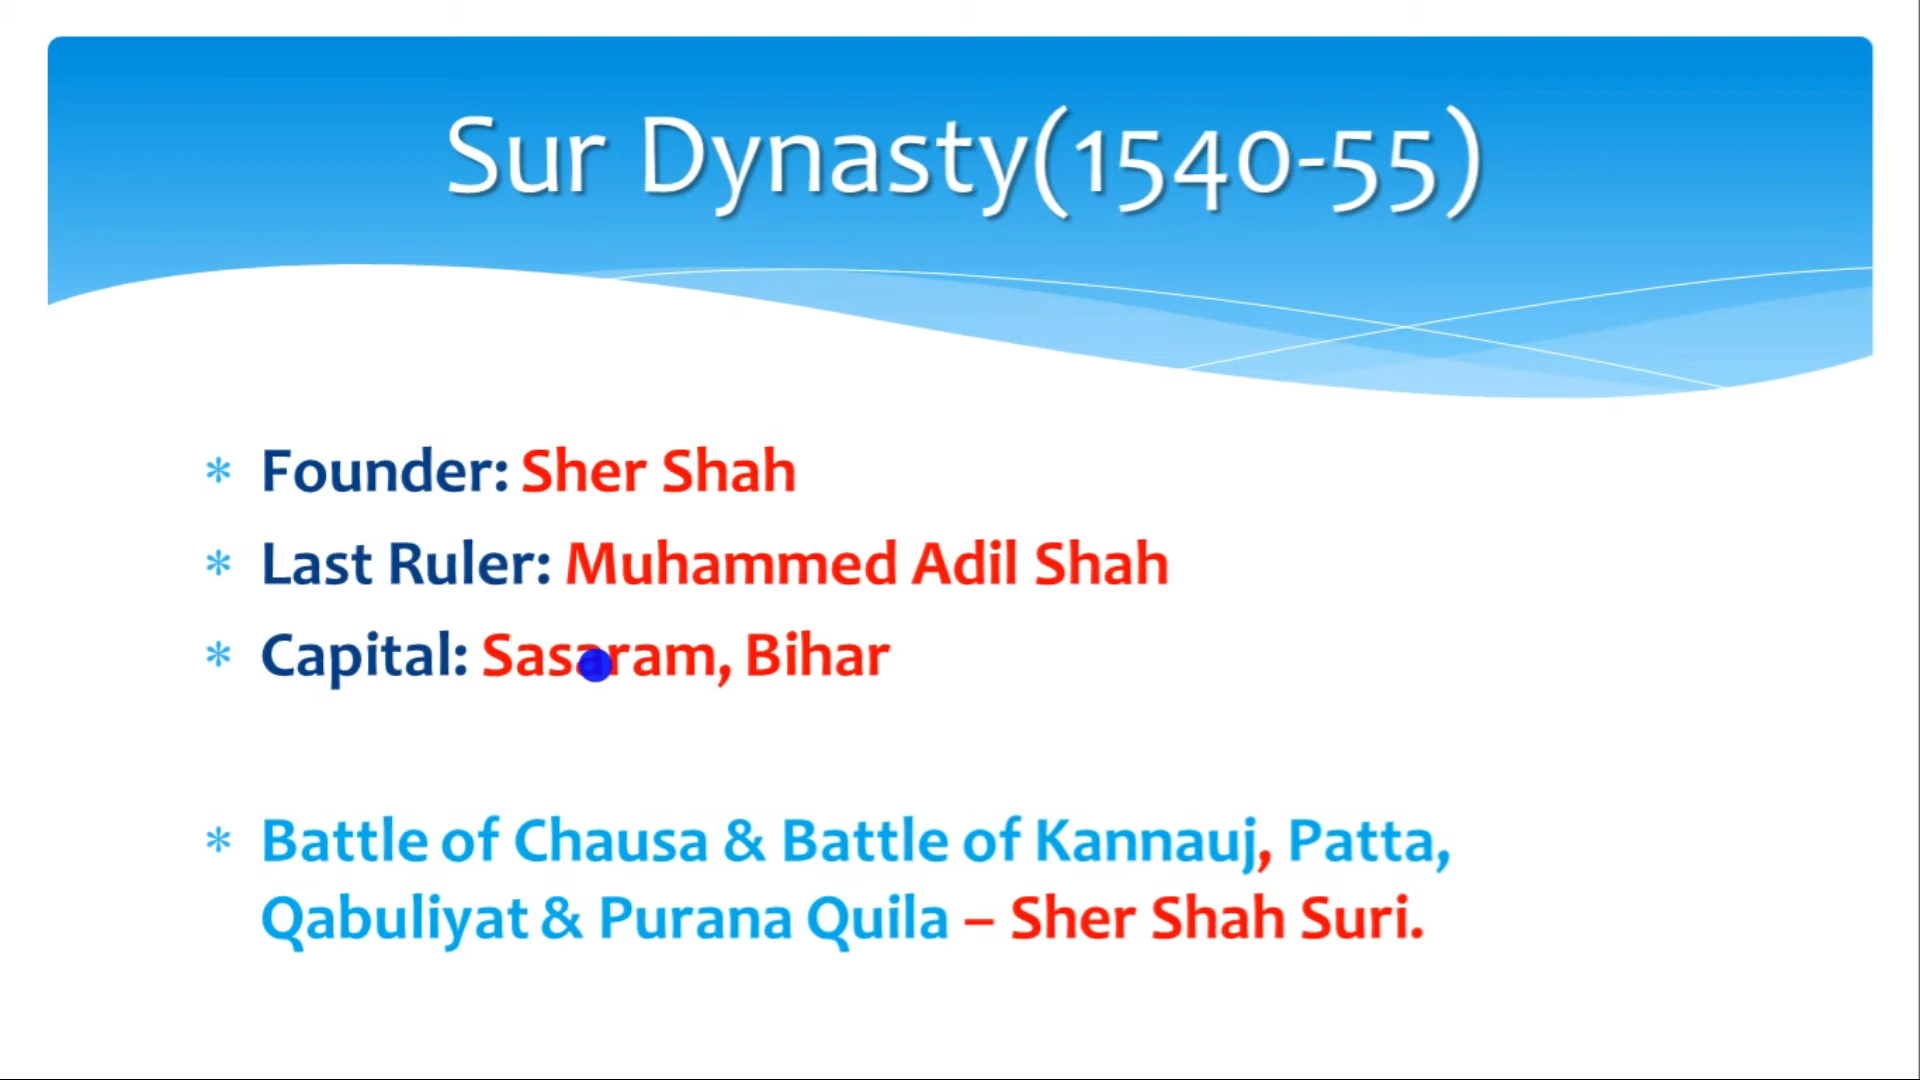 Sur Dynasty(1540-55)
* Founder: Sher Shah
* Last Ruler: Muhammed Adil Shah
* Capital: Sasaram, Bihar
* Battle of Chausa & Battle of Kannauj, Patta,
Qabuliyat & Purana Quila – Sher Shah Suri.